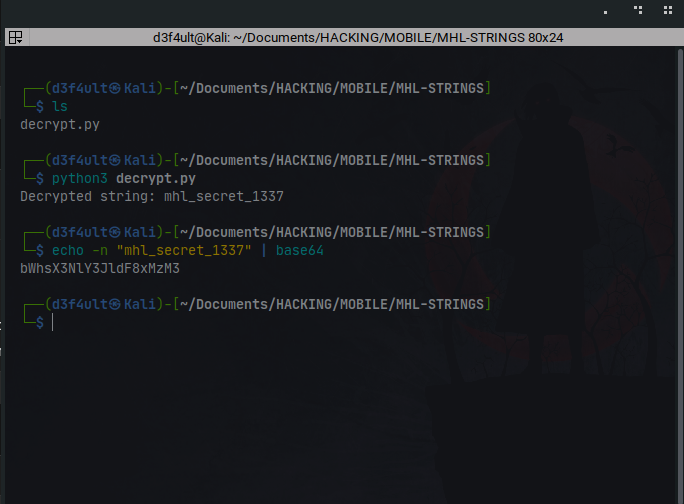 d3f4ult@Kali: ~/Documents/HACKING/MOBILE/MHL-STRINGS 80x24
┌──(d3f4ult㉿Kali)-[~/Documents/HACKING/MOBILE/MHL-STRINGS]
└─$ ls
decrypt.py
┌──(d3f4ult㉿Kali)-[~/Documents/HACKING/MOBILE/MHL-STRINGS]
└─$ python3 decrypt.py
Decrypted string: mhl_secret_1337
┌──(d3f4ult㉿Kali)-[~/Documents/HACKING/MOBILE/MHL-STRINGS]
└─$ echo -n "mhl_secret_1337" | base64
bWhsX3NlY3JldF8xMzM3
┌──(d3f4ult㉿Kali)-[~/Documents/HACKING/MOBILE/MHL-STRINGS]
└─$